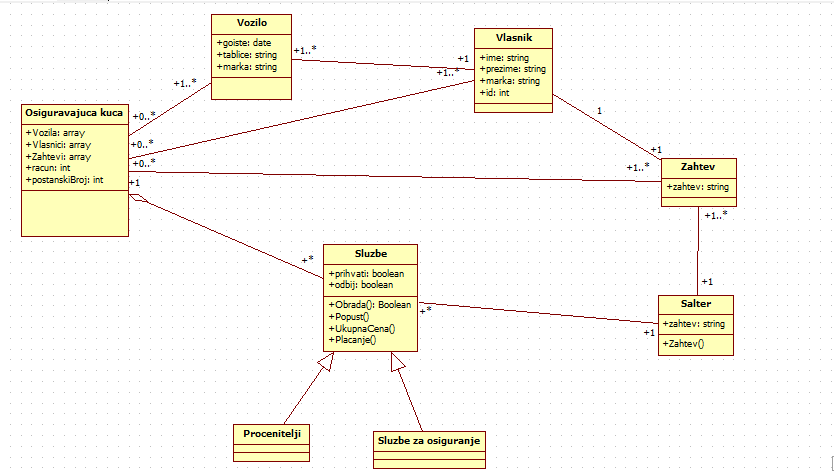 Vozilo
+goiste: date
+tablice: string
+marka: string
Vlasnik
+ime: string
+prezime: string
+marka: string
+id: int
+1..*
+1
+1..*
+1..*
Osiguravajuca kuca
+Vozila: array
+Vlasnici: array
+Zahtevi: array
+racun: int
+postanskiBroj: int
+0..*
+0..*
+0..*
+1
1
+1
+1..*
Zahtev
+zahtev: string
+1..*
+1
Sluzbe
+prihvati: boolean
+odbij: boolean
+Obrada(): Boolean
+Popust()
+UkupnaCena()
+Placanje()
+*
+*
+1
Salter
+zahtev: string
+Zahtev()
Procenitelji
Sluzbe za osiguranje